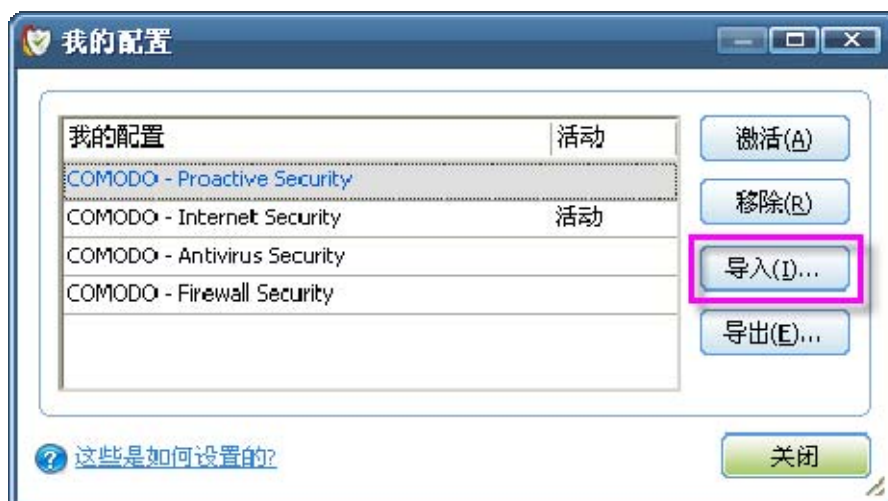 我的配置
我的配置 活动
COMODO - Proactive Security
COMODO - Internet Security 活动
COMODO - Antivirus Security
COMODO - Firewall Security
激活(A)
移除(R)
导入(I)...
导出(E)...
这些是如何设置的?
关闭